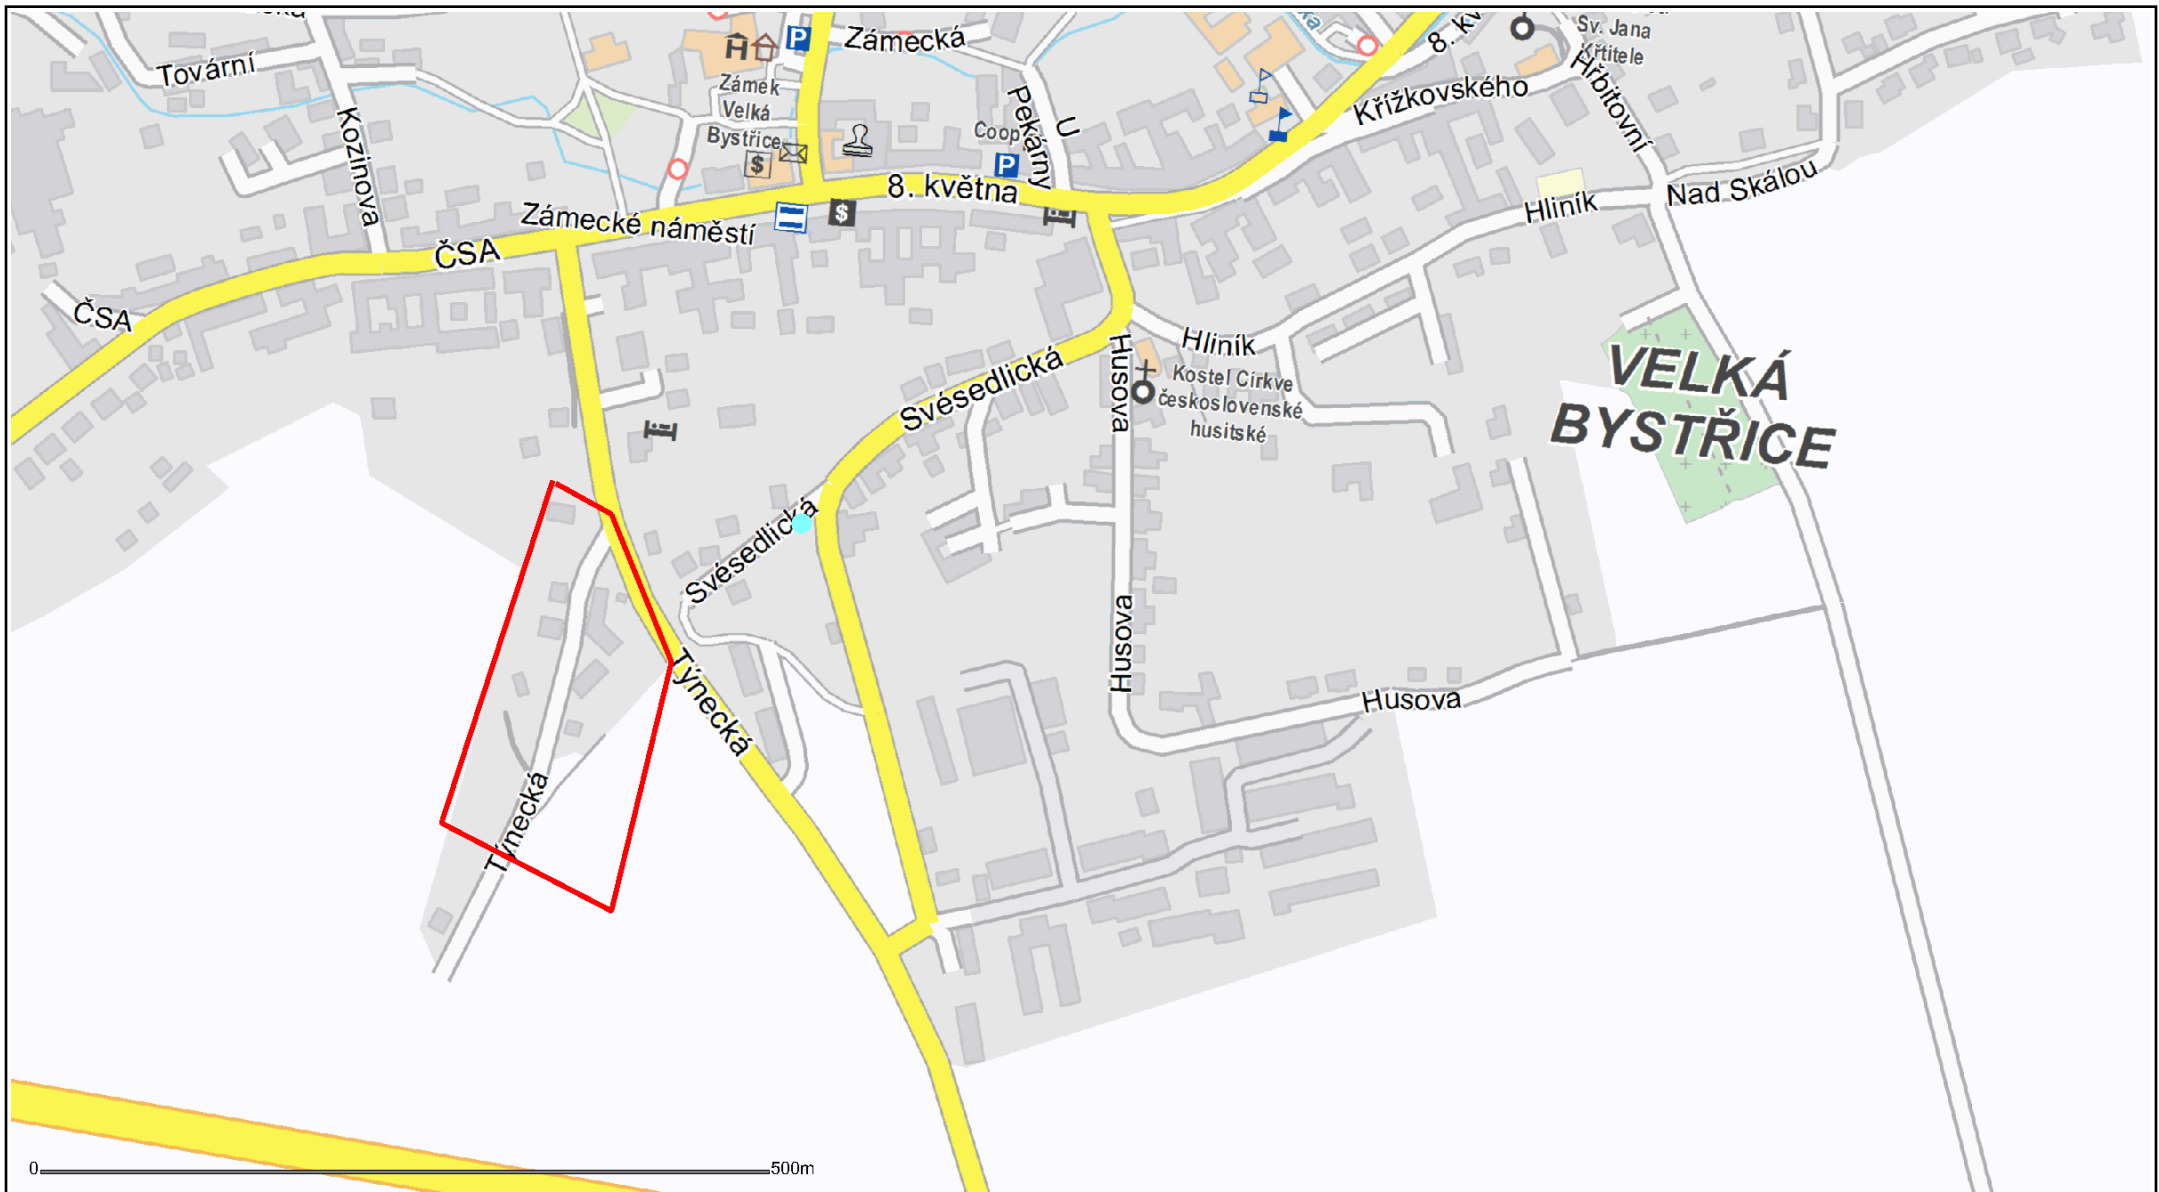 Zámecká
8. kv
Sv. Jana
Křtitele
Tovární
Křížkovského
Hřbitovní
Zámek
Velká
Bystřice
Kozinova
Coop
U
Pekárny
8. května
Nad Skálou
Hliník
Zámecké náměstí
ČSA
ČSA
Hliník
Husova
Kostel Církve
československé
husitské
VELKÁ
BYSTŘICE
Svésedlická
Svésedlická
Husova
Husova
Týnecká
Týnecká
0
500m
P
P
H
$
$